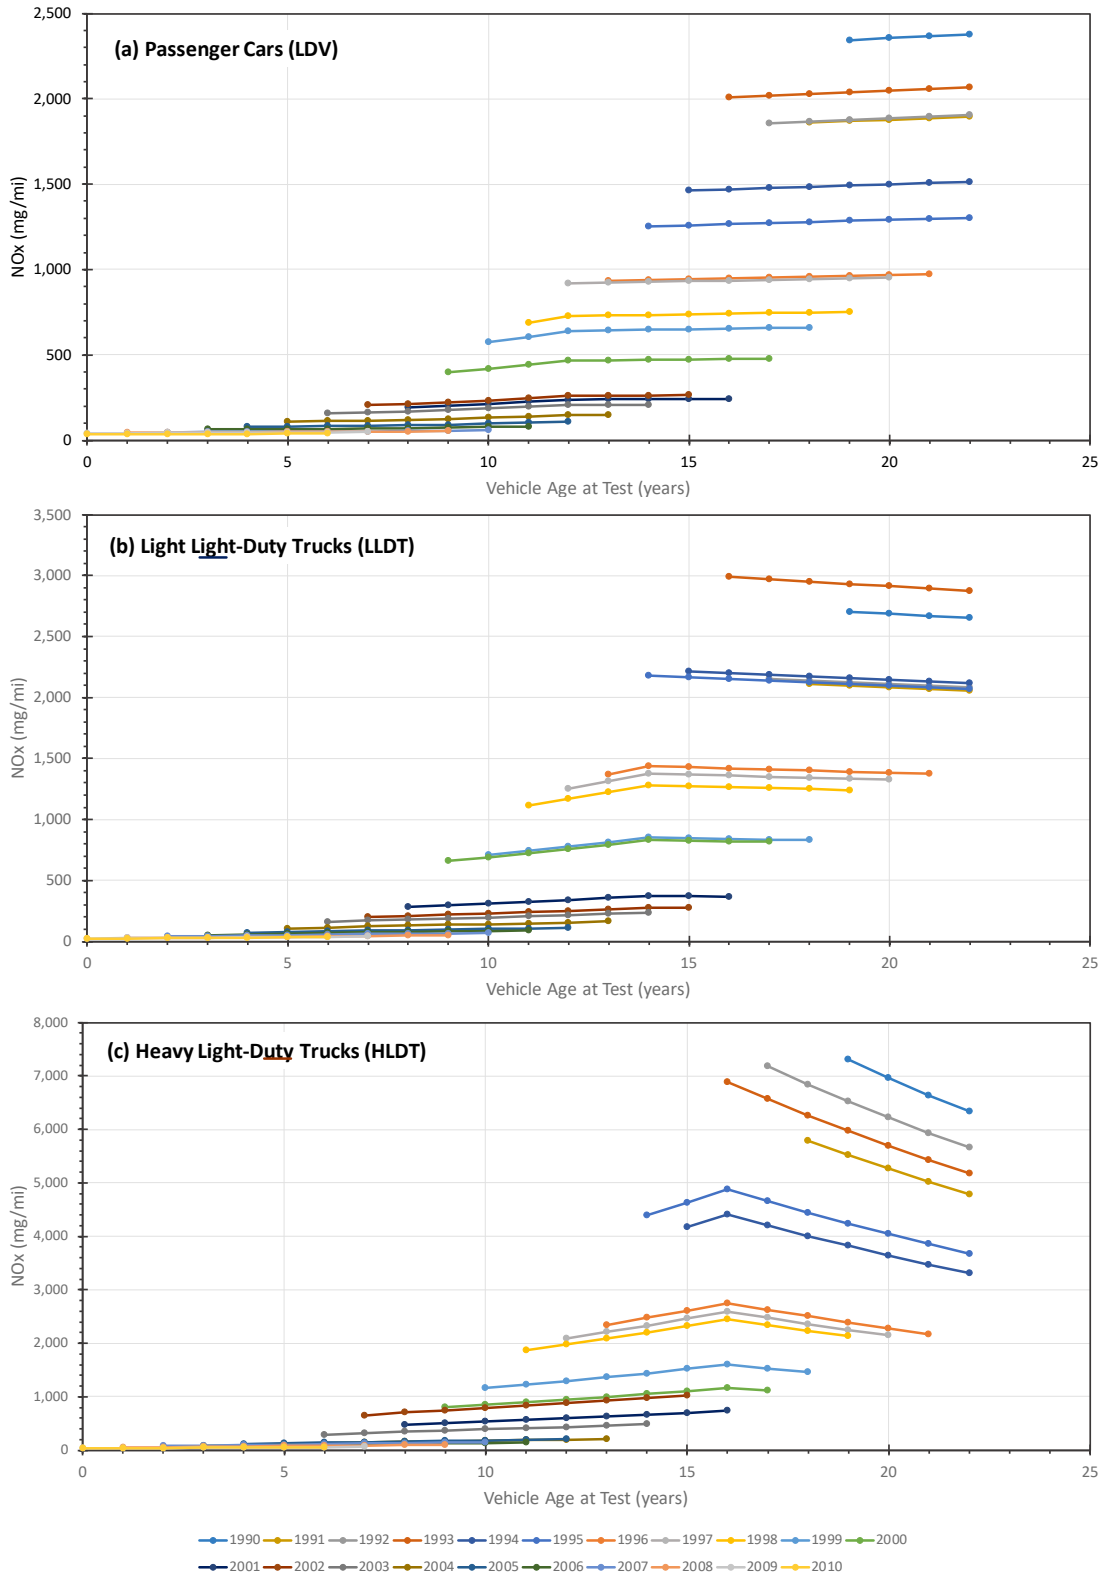 2,500
(a) Passenger Cars (LDV)
2,000
1,500
NOx (mg/mi)
1,000
500
0
0 5 10 15 20 25
Vehicle Age at Test (years)
3,500
(b) Light Light-Duty Trucks (LLDT)
3,000
2,500
2,000
NOx (mg/mi)
1,500
1,000
500
0
0 5 10 15 20 25
Vehicle Age at Test (years)
8,000
(c) Heavy Light-Duty Trucks (HLDT)
7,000
6,000
5,000
NOx (mg/mi)
4,000
3,000
2,000
1,000
0
0 5 10 15 20 25
Vehicle Age at Test (years)
1990 1991 1992 1993 1994 1995 1996 1997 1998 1999 2000
2001 2002 2003 2004 2005 2006 2007 2008 2009 2010